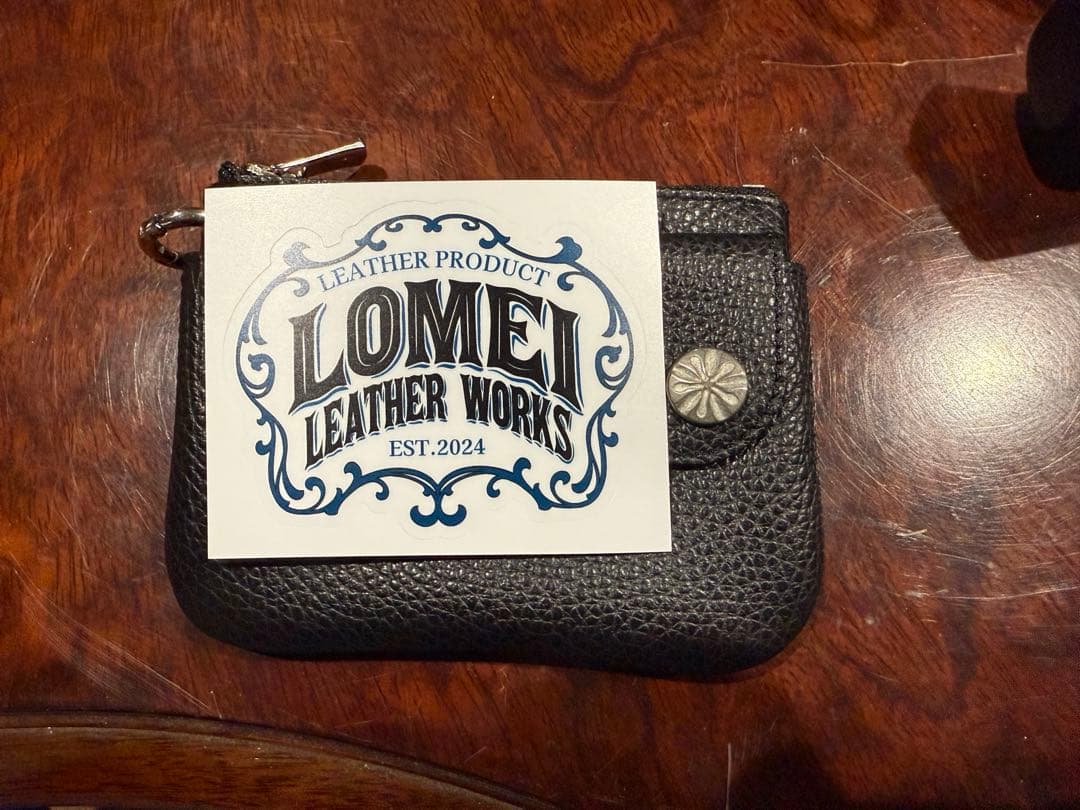 LEATHER PRODUCT
LOMEI
LEATHER WORKS
EST.2024